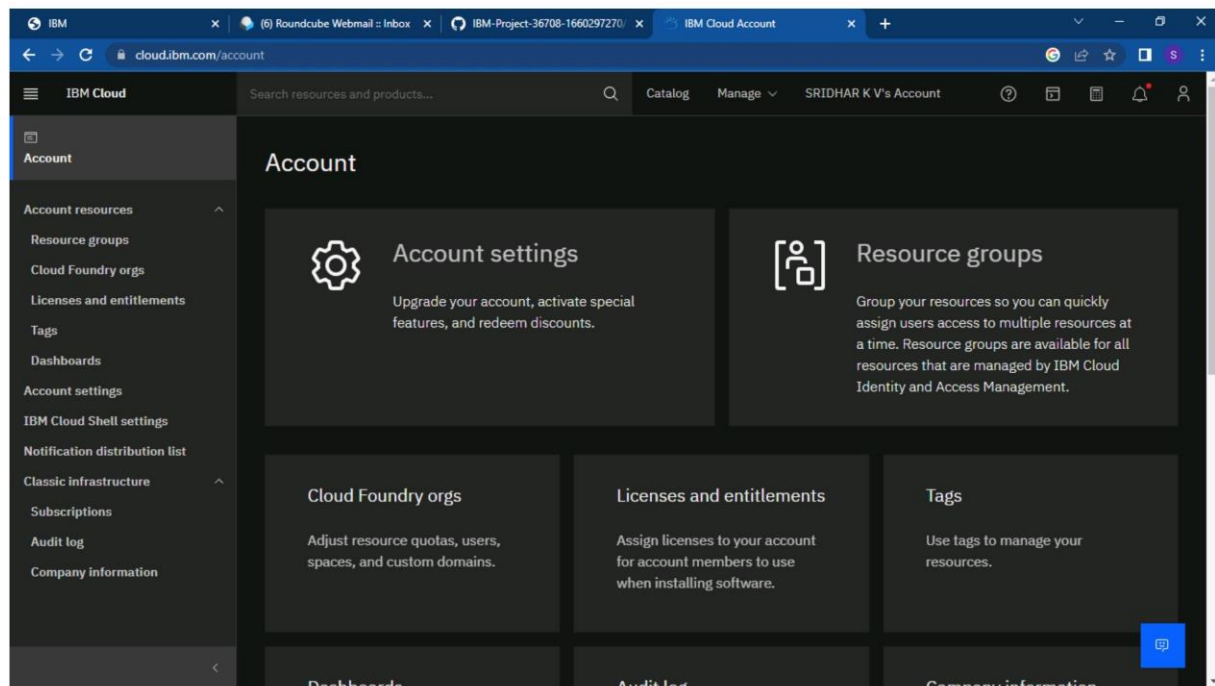 IBM
(6) Roundcube Webmail :: Inbox
IBM-Project-36708-1660297270/
IBM Cloud Account
cloud.ibm.com/account
S
IBM Cloud
Search resources and products...
Catalog
Manage
SRIDHAR K V's Account
Account
Account resources
Resource groups
Cloud Foundry orgs
Licenses and entitlements
Tags
Dashboards
Account settings
IBM Cloud Shell settings
Notification distribution list
Classic infrastructure
Subscriptions
Audit log
Company information
Account
Account settings
Upgrade your account, activate special
features, and redeem discounts.
Resource groups
Group your resources so you can quickly
assign users access to multiple resources at
a time. Resource groups are available for all
resources that are managed by IBM Cloud
Identity and Access Management.
Cloud Foundry orgs
Adjust resource quotas, users,
spaces, and custom domains.
Licenses and entitlements
Assign licenses to your account
for account members to use
when installing software.
Tags
Use tags to manage your
resources.
Dashboards
Audit log
Company information